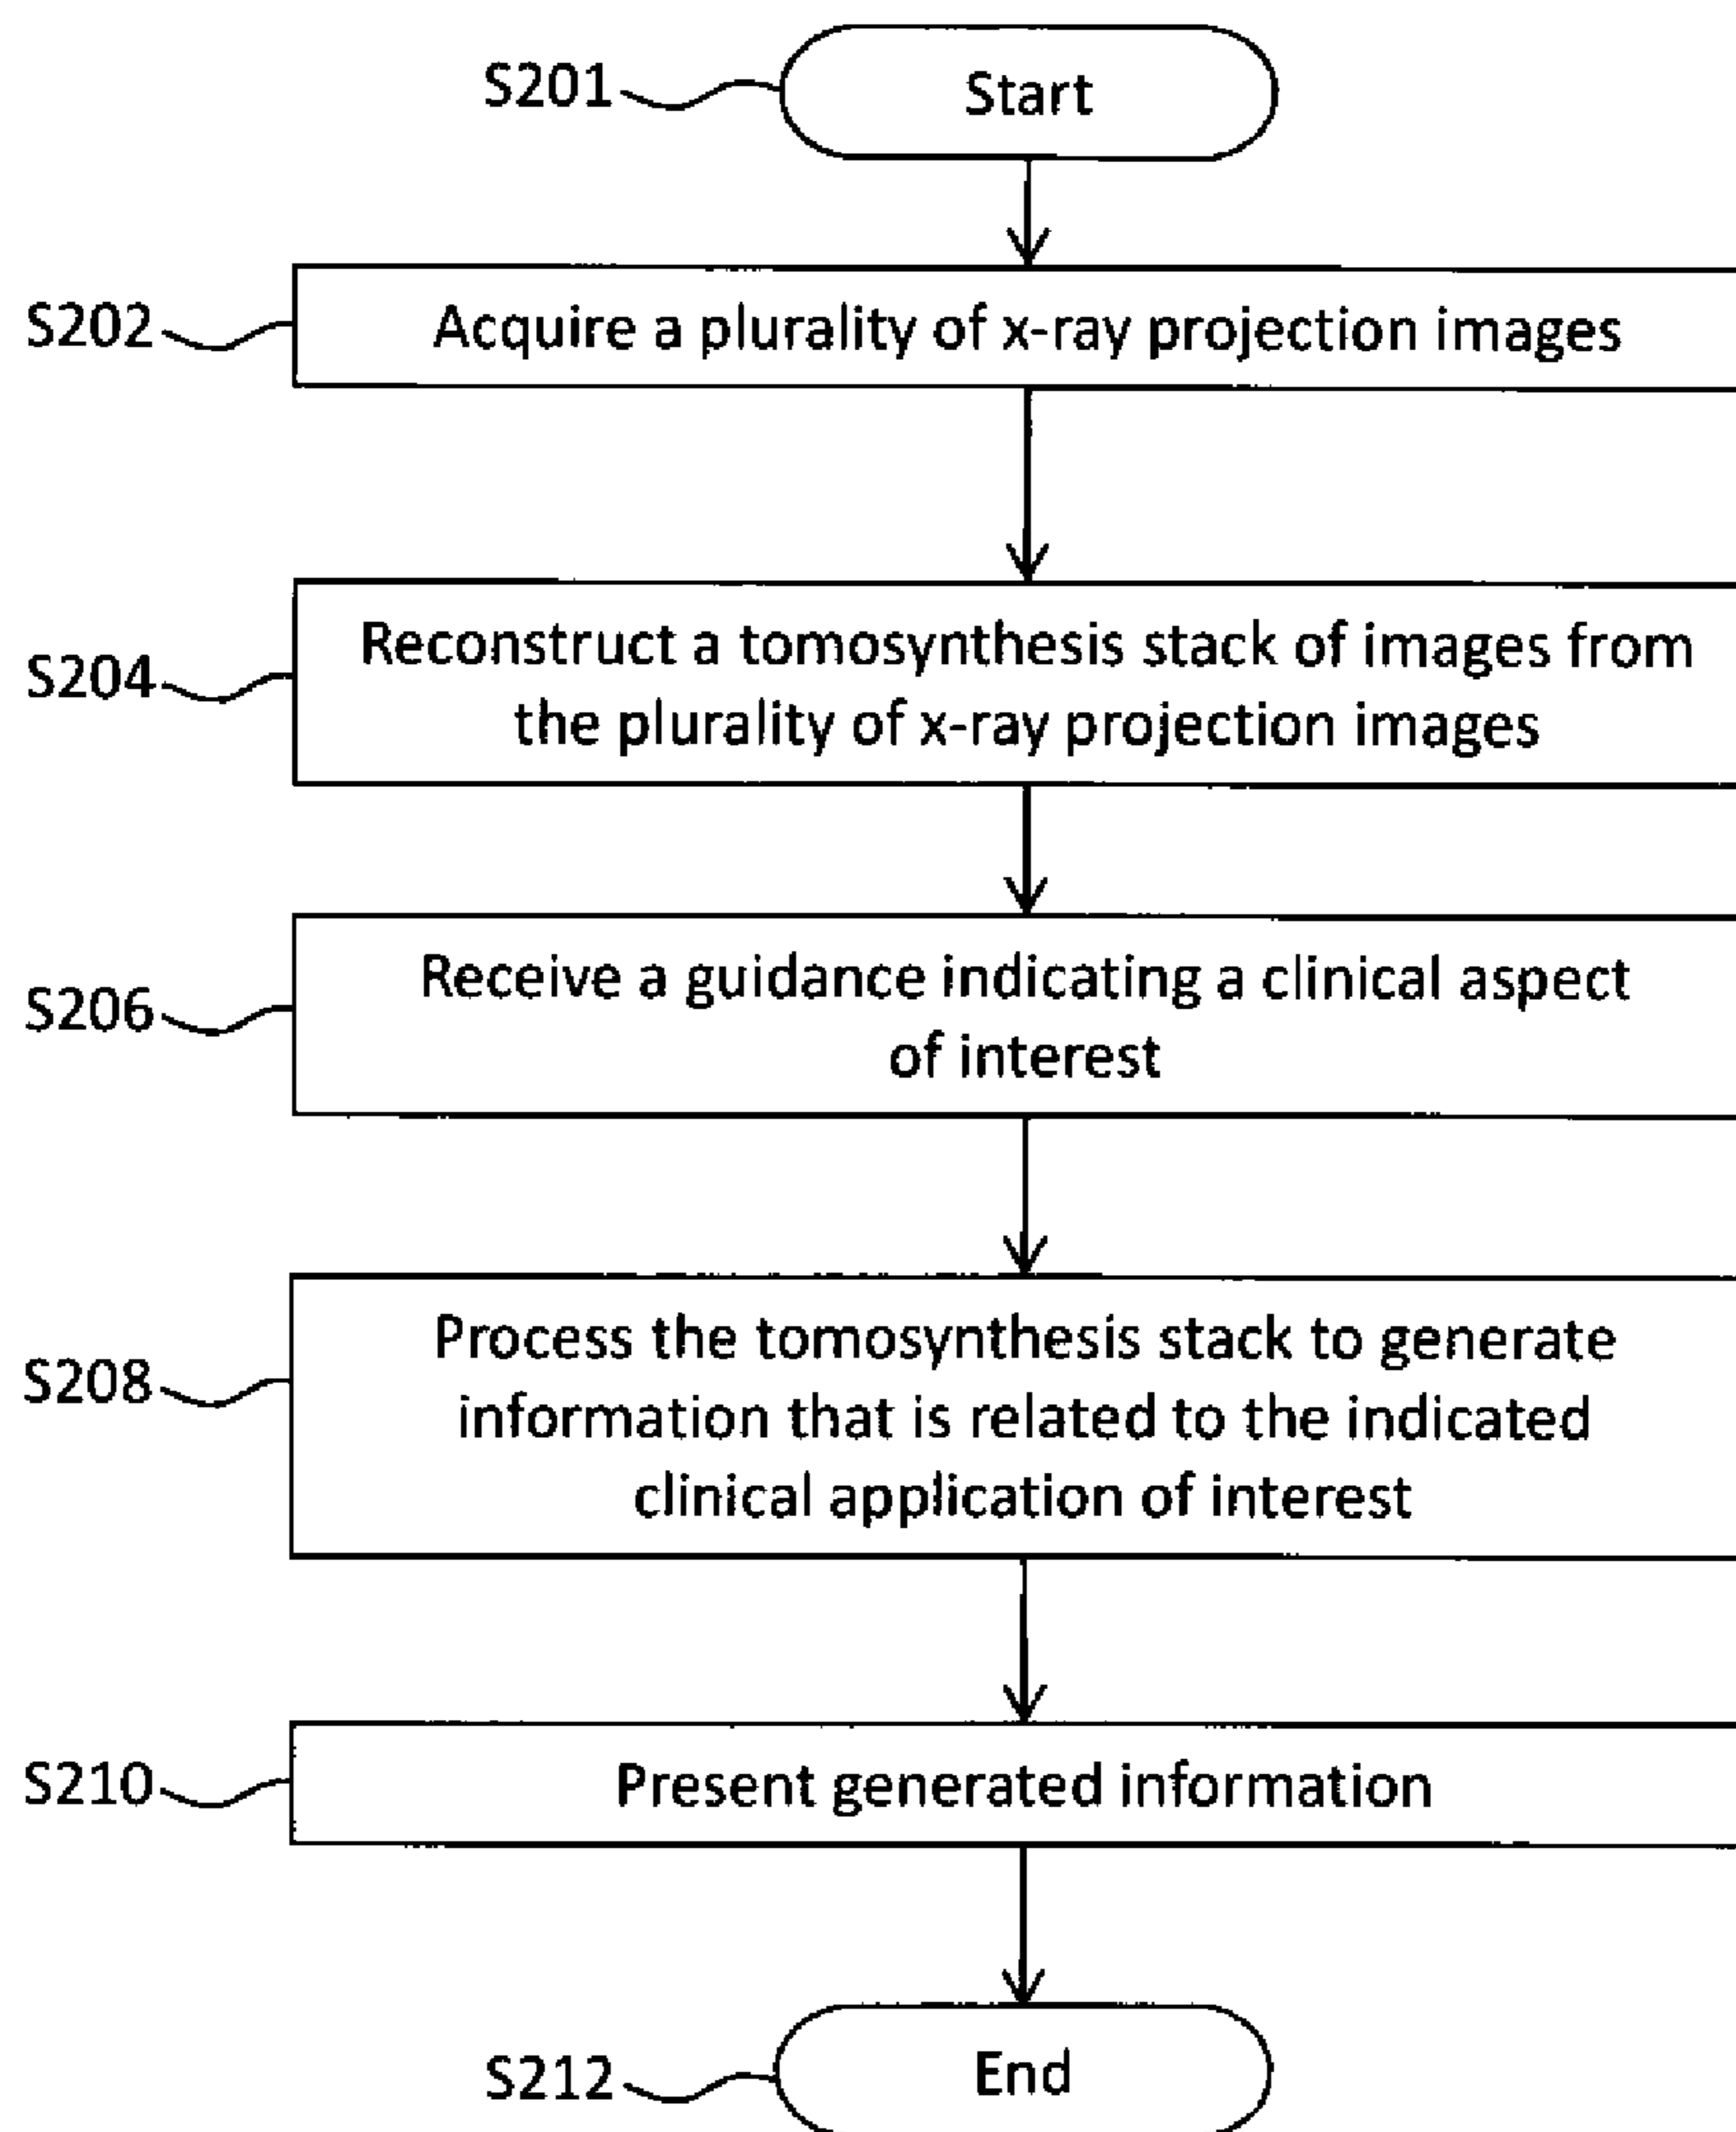 S201
Start
S202
Acquire a plurality of x-ray projection images
S204
Reconstruct a tomosynthesis stack of images from
the plurality of x-ray projection images
S206
Receive a guidance indicating a clinical aspect
of interest
S208
Process the tomosynthesis stack to generate
information that is related to the indicated
clinical application of interest
S210
Present generated information
S212
End